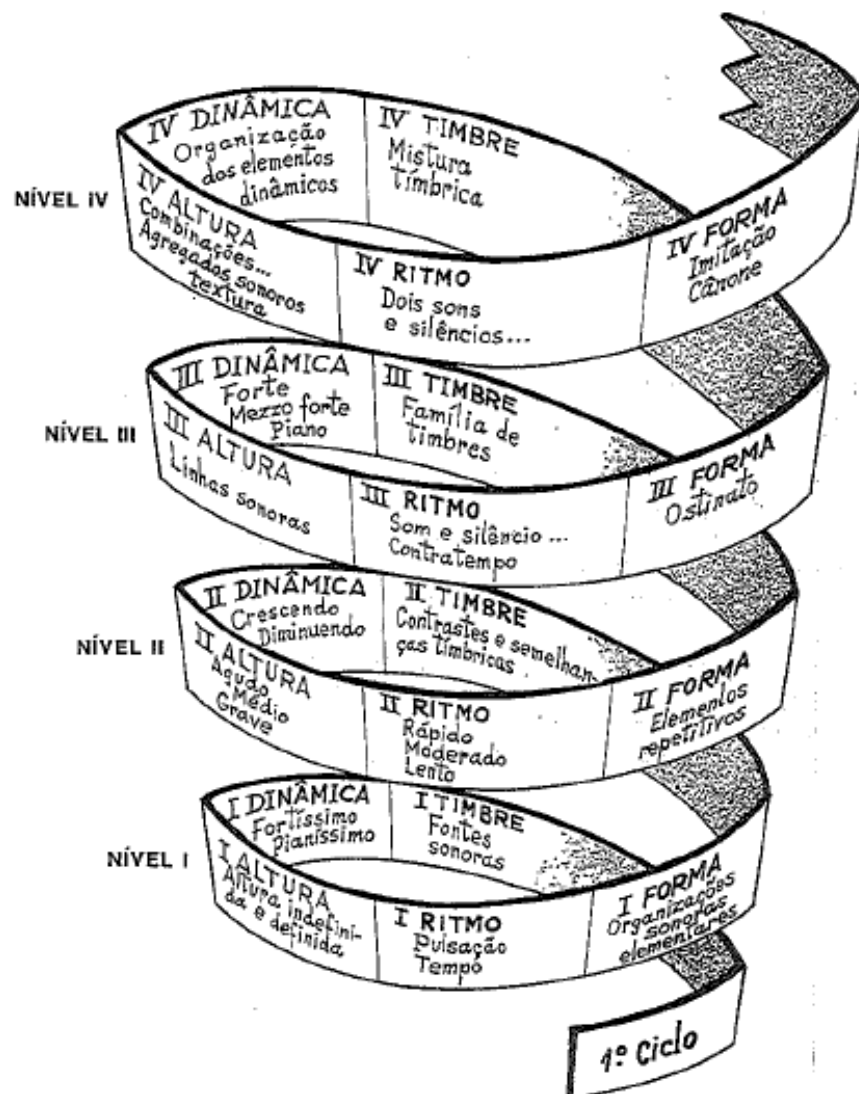 NÍVEL IV
IV DINÂMICA
Organização
dos elementos
dinâmicos
IV TIMBRE
Mistura
tímbrica
IV ALTURA
Combinações...
Agregados sonoros
textura
IV RITMO
Dois sons
e silêncios...
IV FORMA
Imitação
Cânone
NÍVEL III
III DINÂMICA
Forte
Mezzo forte
Piano
III TIMBRE
Família de
timbres
III ALTURA
Linhas sonoras
III RITMO
Som e silêncio...
Contratempo
III FORMA
Ostinato
NÍVEL II
II DINÂMICA
Crescendo
Diminuendo
II TIMBRE
Contrastes e semelhan-
ças tímbricas
II ALTURA
Agudo
Médio
Grave
II RITMO
Rápido
Moderado
Lento
II FORMA
Elementos
repetitivos
NÍVEL I
I DINÂMICA
Fortíssimo
Pianíssimo
I TIMBRE
Fontes
sonoras
I ALTURA
Altura indefini-
da e definida
I RITMO
Pulsação
Tempo
I FORMA
Organizações
sonoras
elementares
1º Ciclo